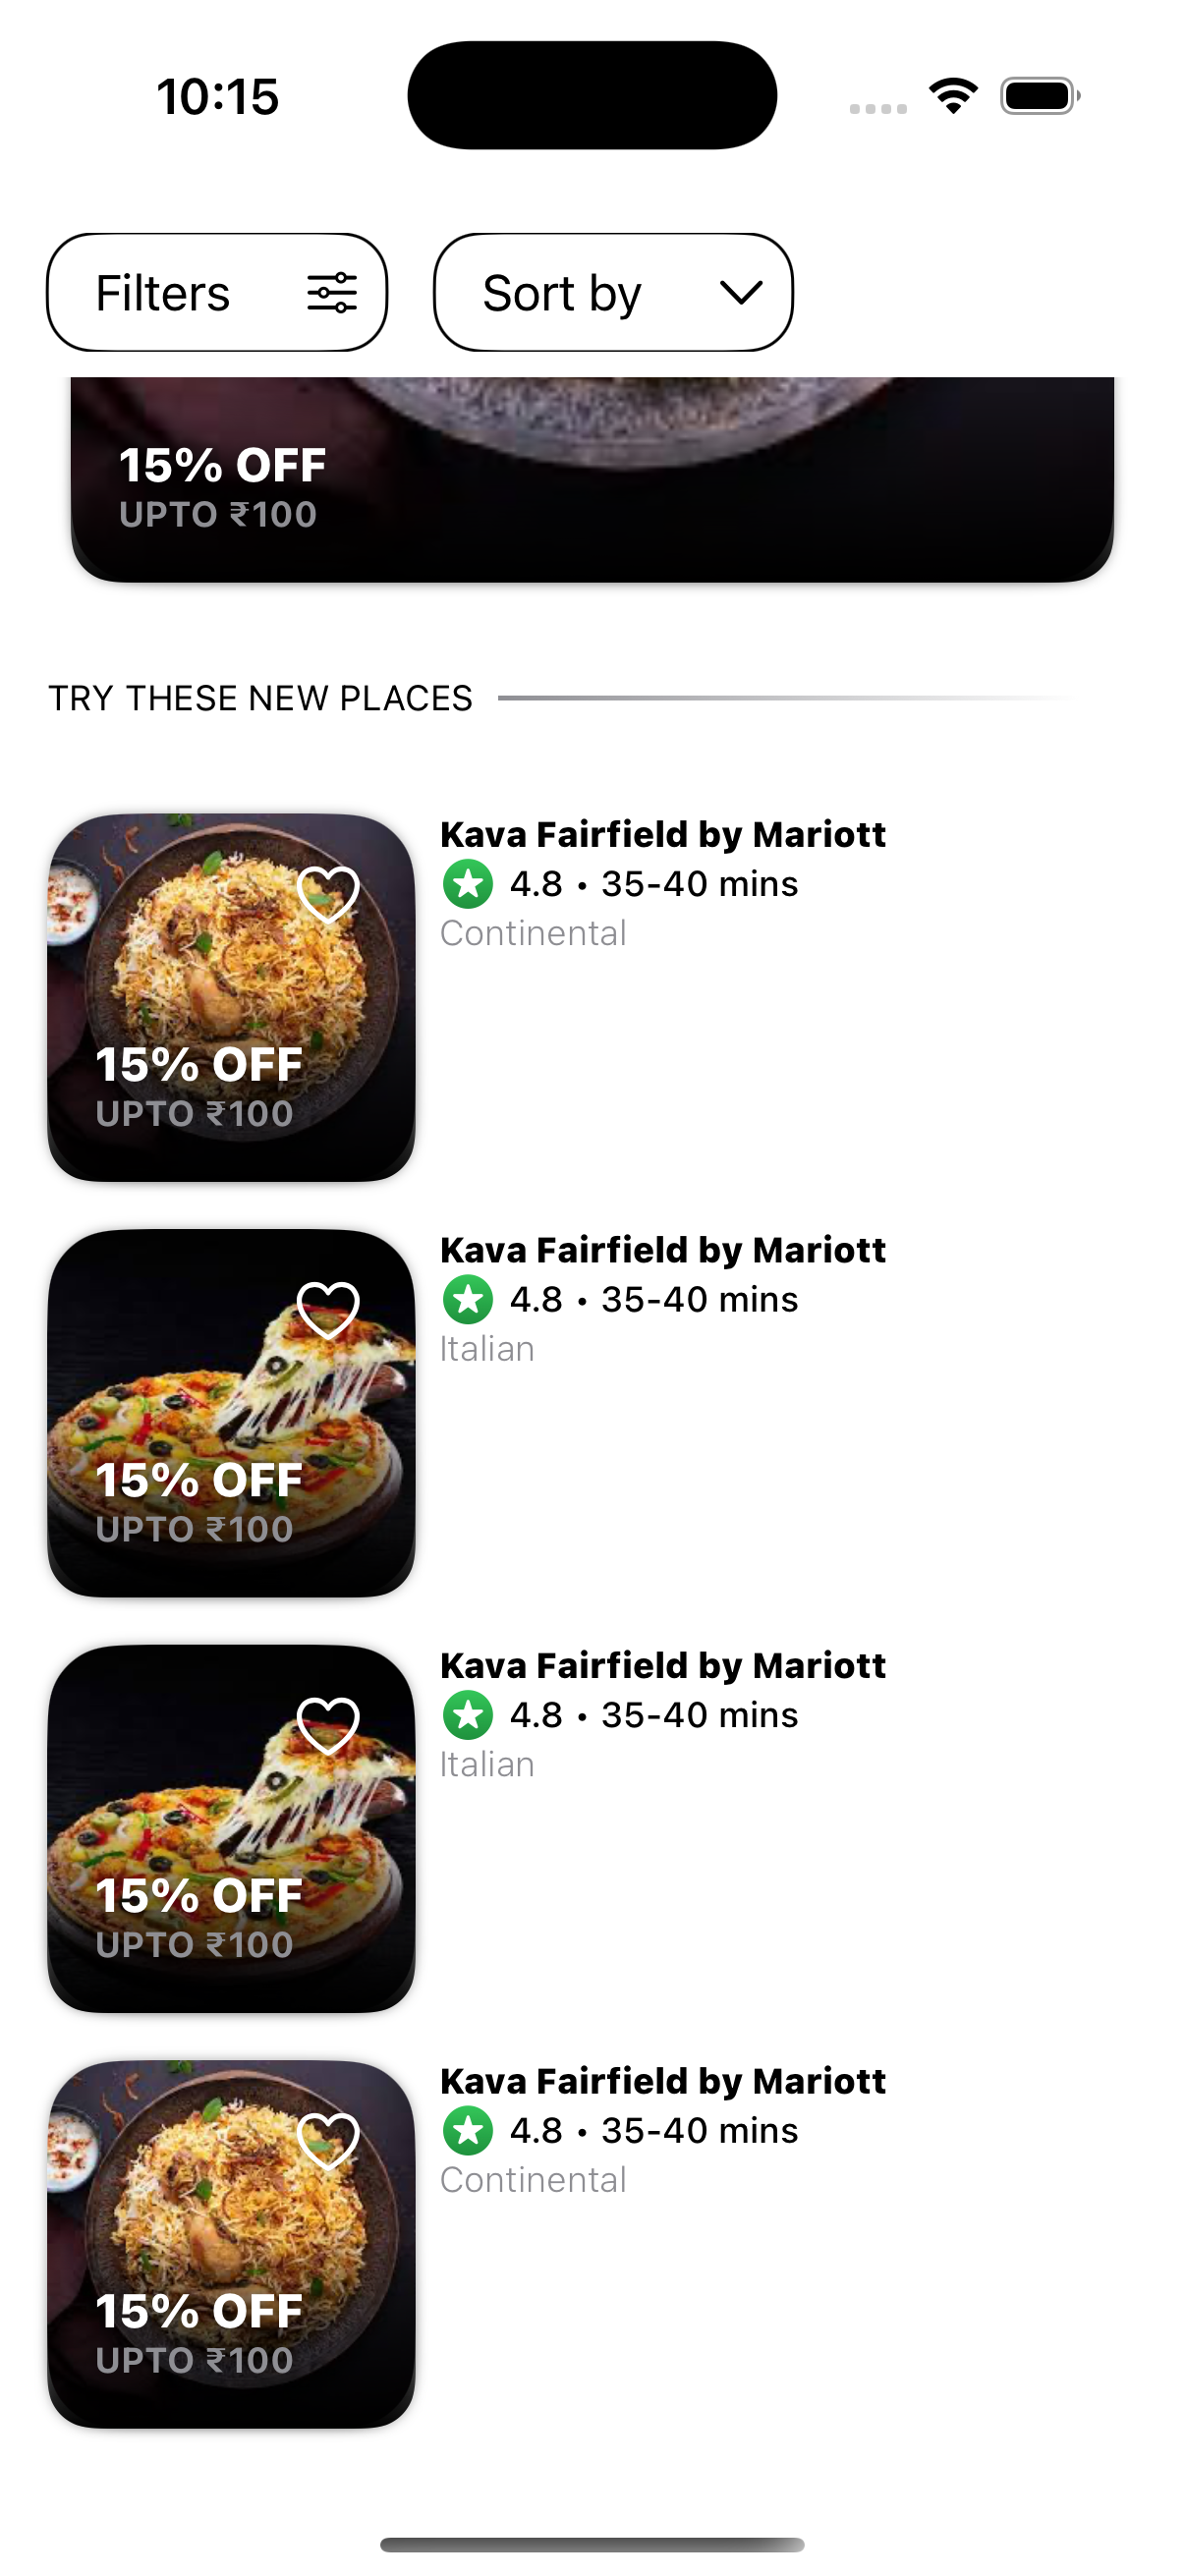 10:15
Filters
Sort by
15% OFF
UPTO ₹100
TRY THESE NEW PLACES
Kava Fairfield by Mariott
4.8 • 35-40 mins
Continental
15% OFF
UPTO ₹100
Kava Fairfield by Mariott
4.8 • 35-40 mins
Italian
15% OFF
UPTO ₹100
Kava Fairfield by Mariott
4.8 • 35-40 mins
Italian
15% OFF
UPTO ₹100
Kava Fairfield by Mariott
4.8 • 35-40 mins
Continental
15% OFF
UPTO ₹100